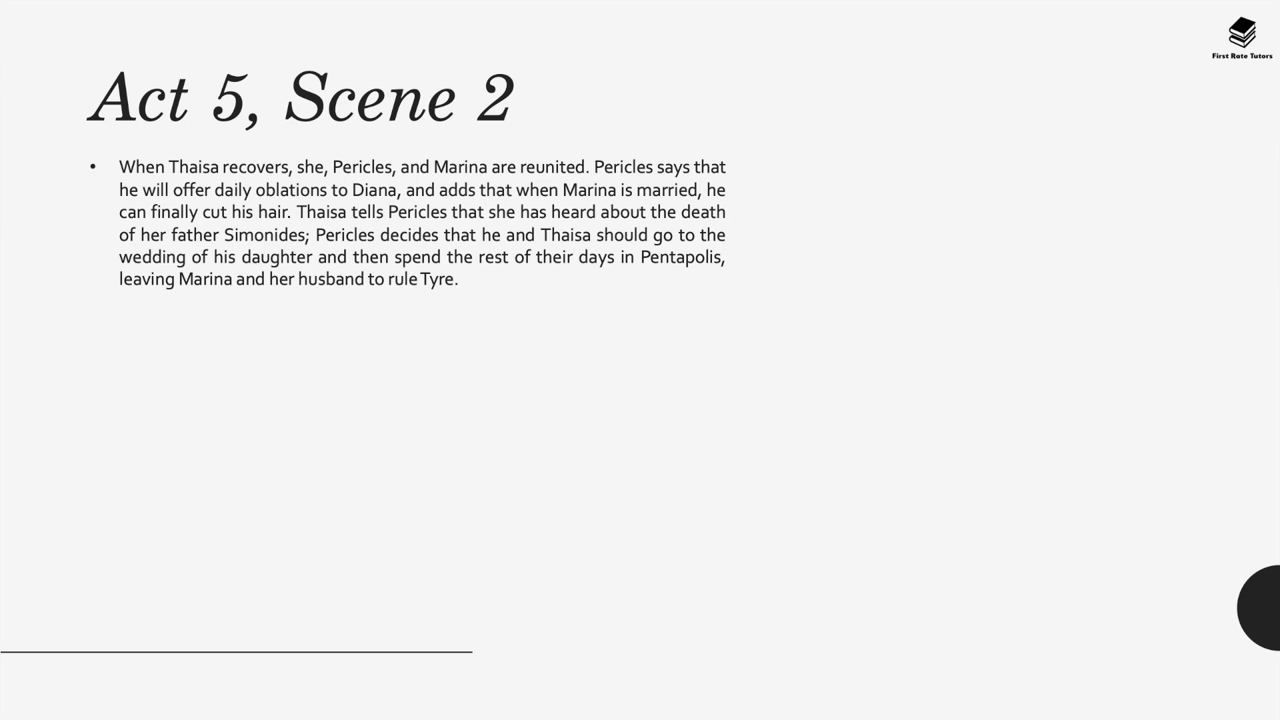 First Rate Tutors
Act 5, Scene 2
• When Thaisa recovers, she, Pericles, and Marina are reunited. Pericles says that
he will offer daily oblations to Diana, and adds that when Marina is married, he
can finally cut his hair. Thaisa tells Pericles that she has heard about the death
of her father Simonides; Pericles decides that he and Thaisa should go to the
wedding of his daughter and then spend the rest of their days in Pentapolis,
leaving Marina and her husband to rule Tyre.